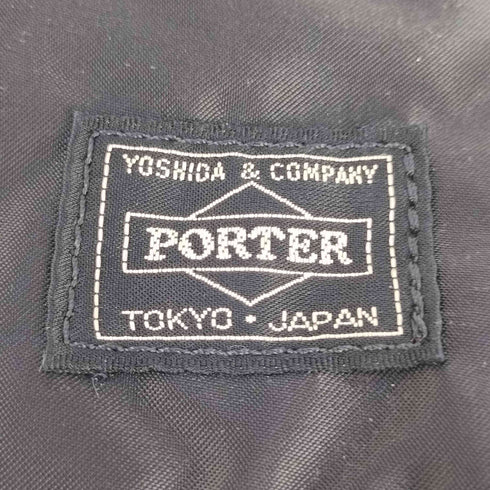 YOSHIDA & COMPANY
PORTER
TOKYO • JAPAN